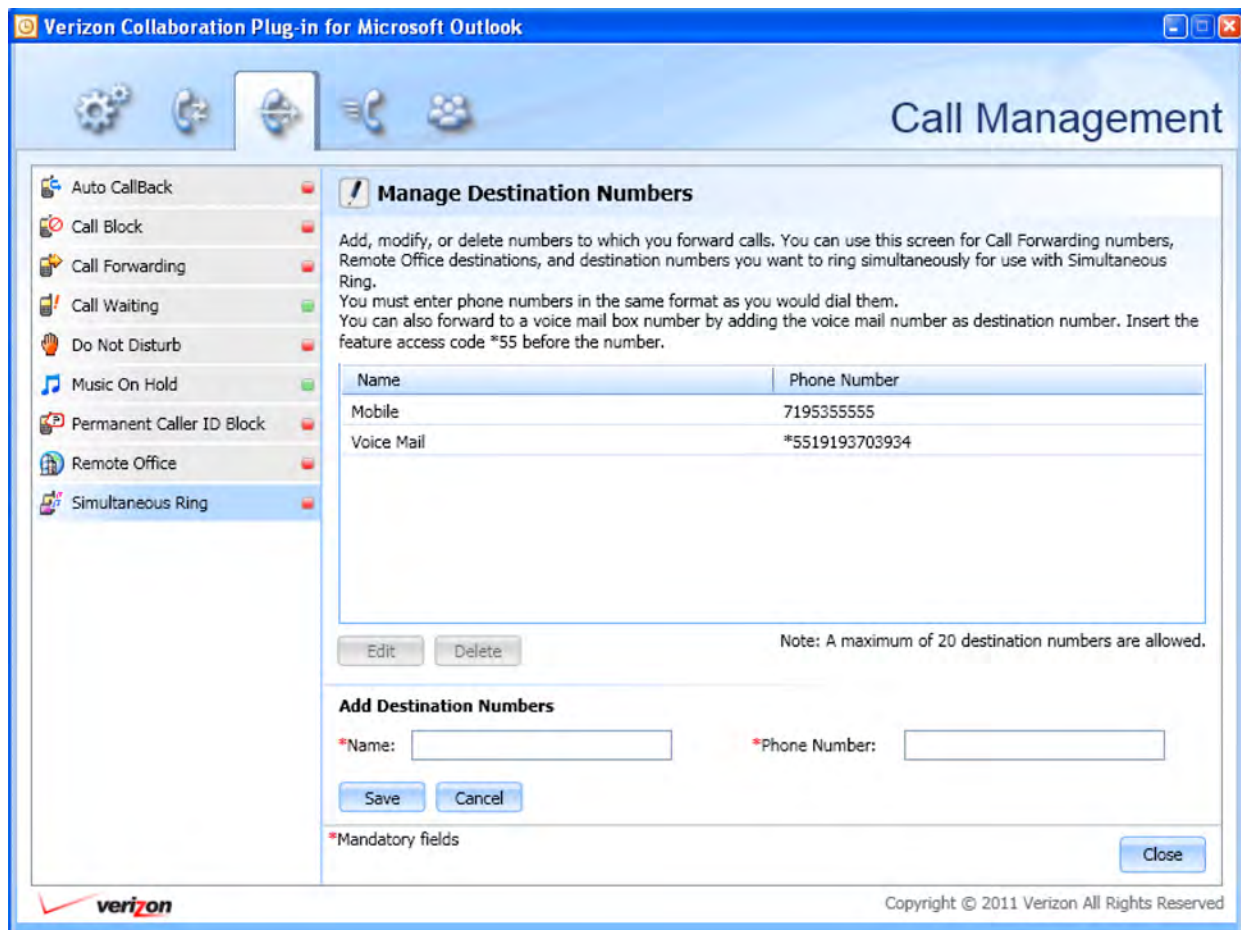 Verizon Collaboration Plug-in for Microsoft Outlook
Call Management
Auto CallBack
Call Block
Call Forwarding
Call Waiting
Do Not Disturb
Music On Hold
Permanent Caller ID Block
Remote Office
Simultaneous Ring
Manage Destination Numbers
Add, modify, or delete numbers to which you forward calls. You can use this screen for Call Forwarding numbers,
Remote Office destinations, and destination numbers you want to ring simultaneously for use with Simultaneous
Ring.
You must enter phone numbers in the same format as you would dial them.
You can also forward to a voice mail box number by adding the voice mail number as destination number. Insert the
feature access code *55 before the number.
Name Phone Number
Mobile 7195355555
Voice Mail *5519193703934
Edit Delete Note: A maximum of 20 destination numbers are allowed.
Add Destination Numbers
*Name: *Phone Number:
Save Cancel
*Mandatory fields
Close
verizon Copyright © 2011 Verizon All Rights Reserved